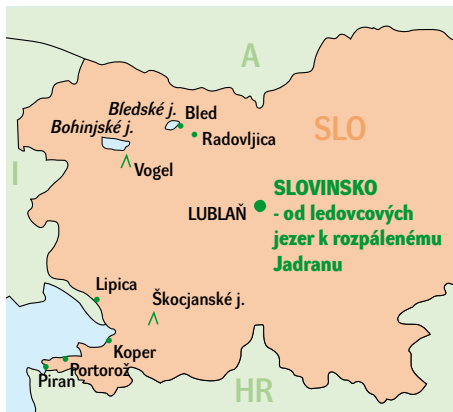 A
Bledské j.
Bled
Bohinjské j.
Radovljica
SLO
I
Vogel
SLOVINSKO
LUBLAŇ
- od ledovcových
jezer k rozpálenému
Jadranu
Lipica
Škocjanské j.
Koper
Portorož
Piran
HR